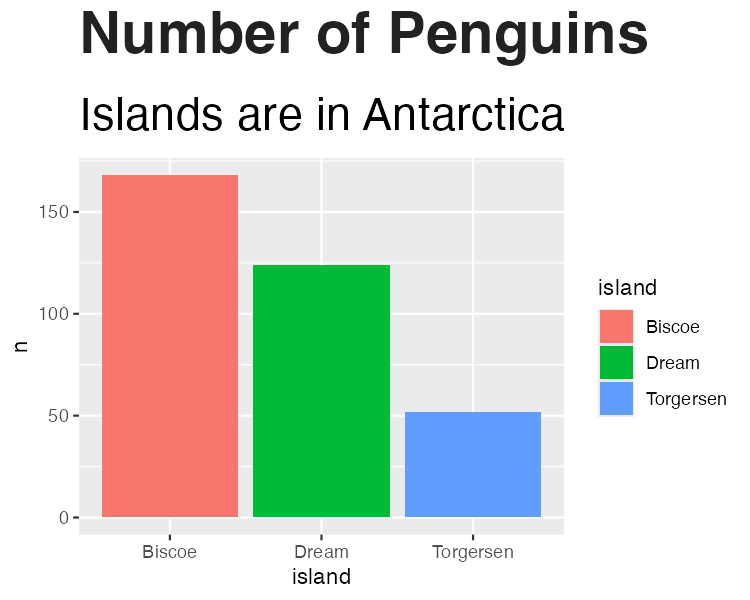 Number of Penguins
Islands are in Antarctica
150
100
50
0
n
Biscoe
Dream
Torgersen
island
island
Biscoe
Dream
Torgersen